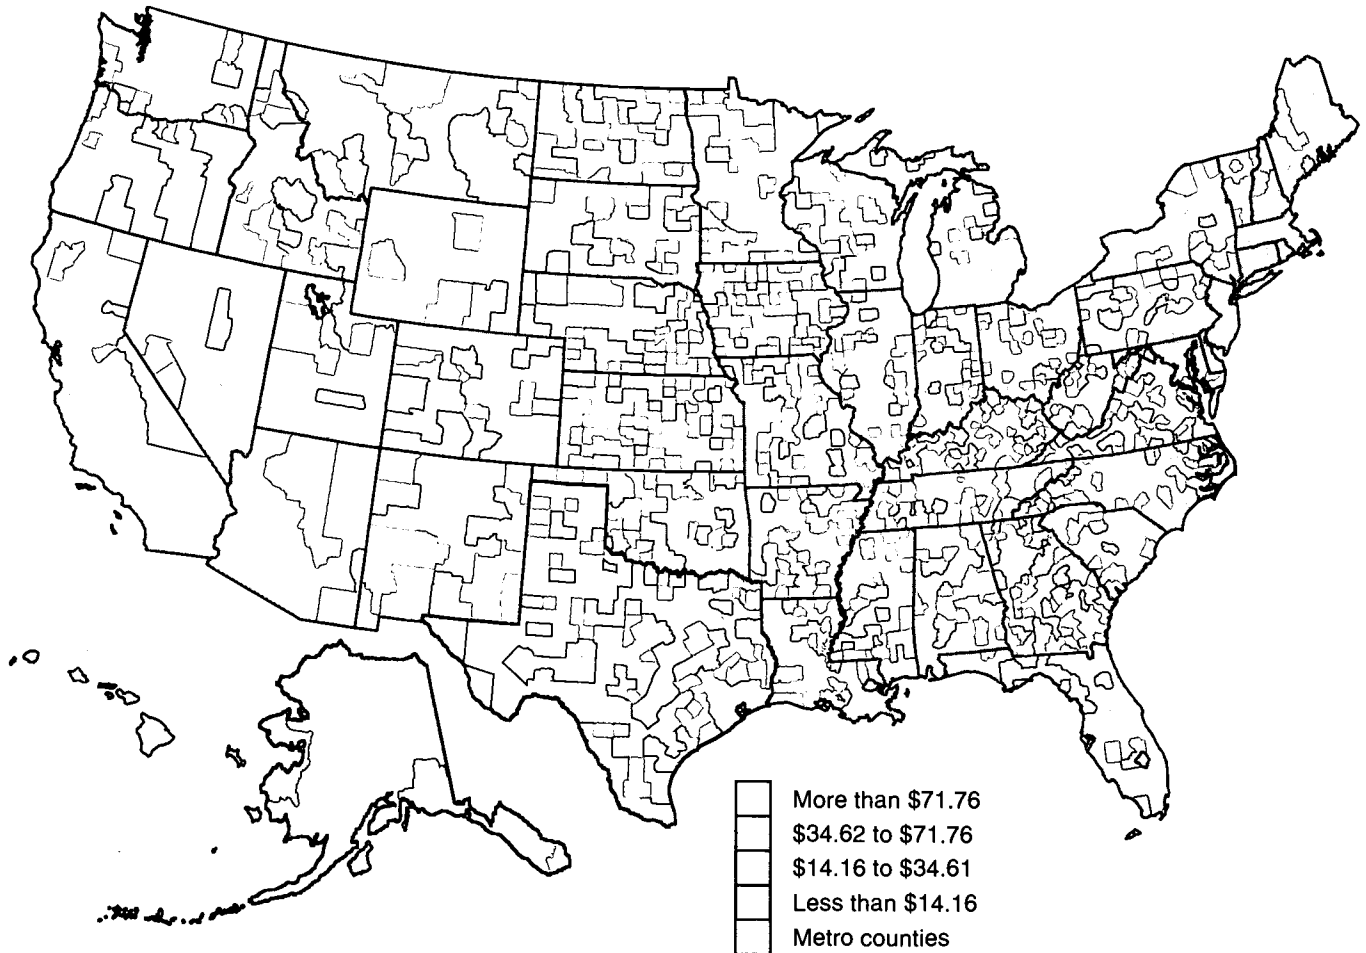 More than $71.76
$34.62 to $71.76
$14.16 to $34.61
Less than $14.16
Metro counties